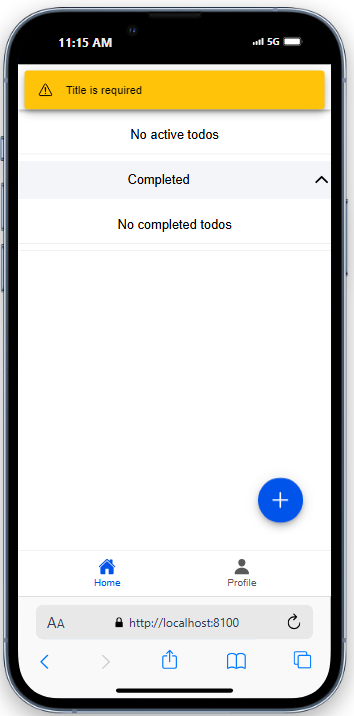 11:15 AM
5G
Title is required
No active todos
Completed
No completed todos
Home
Profile
AA
http://localhost:8100